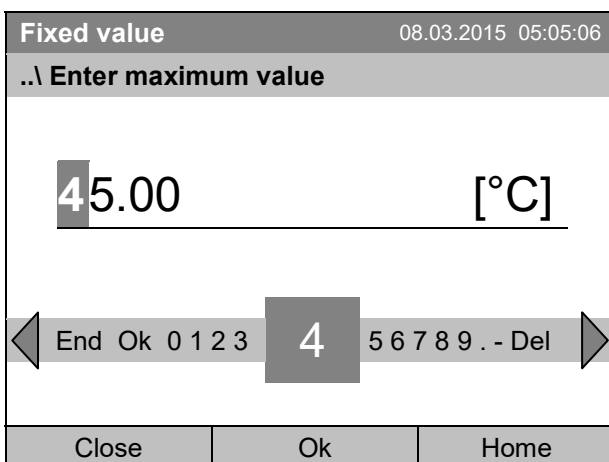 Fixed value 08.03.2015 05:05:06
..\ Enter maximum value
45.00 [°C]
End Ok 0 1 2 3 4 5 6 7 8 9 . - Del
Close Ok Home